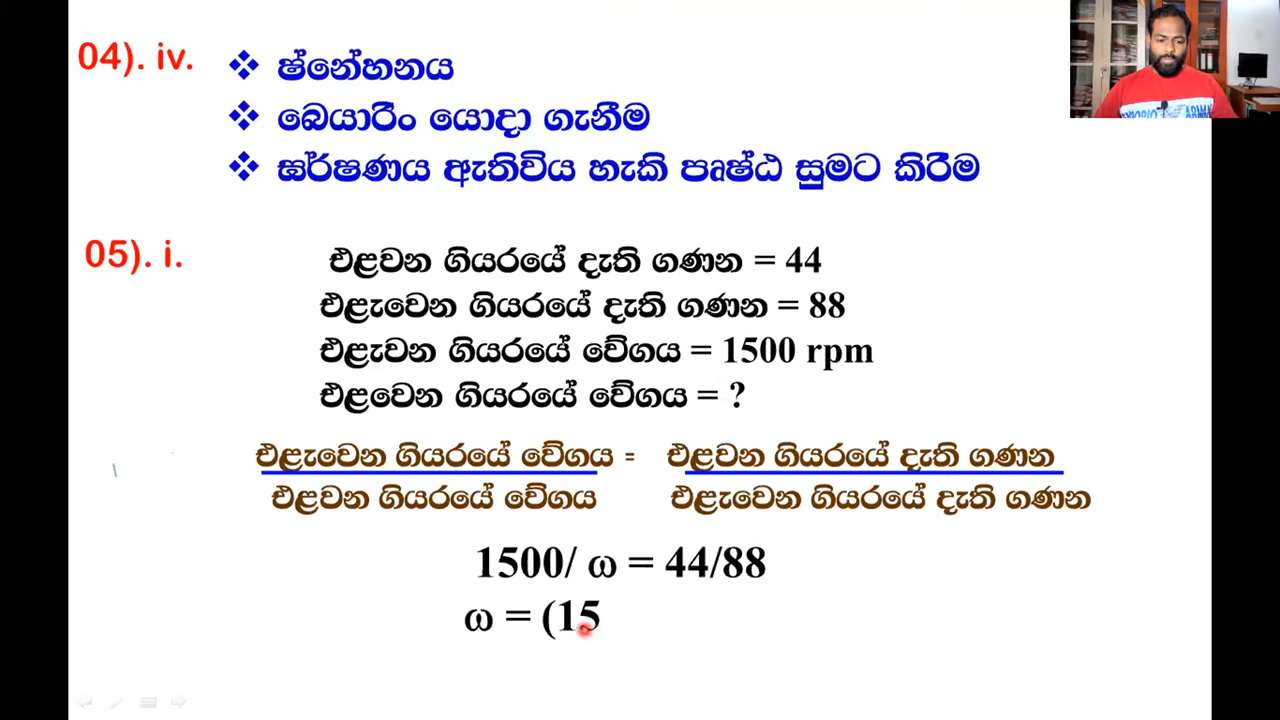 04). iv.
❖ ෂ්නේහනය
❖ බෙයාරිං යොදා ගැනීම
❖ ඝර්ෂණය ඇතිවිය හැකි පෘෂ්ඨ සුමට කිරීම
05). i.
එළවන ගියරයේ දැති ගණන = 44
එළැවෙන ගියරයේ දැති ගණන = 88
එළැවන ගියරයේ වේගය = 1500 rpm
එළවෙන ගියරයේ වේගය = ?
එළැවෙන ගියරයේ වේගය = එළවන ගියරයේ දැති ගණන
එළවන ගියරයේ වේගය එළැවෙන ගියරයේ දැති ගණන
1500/ ω = 44/88
ω = (15